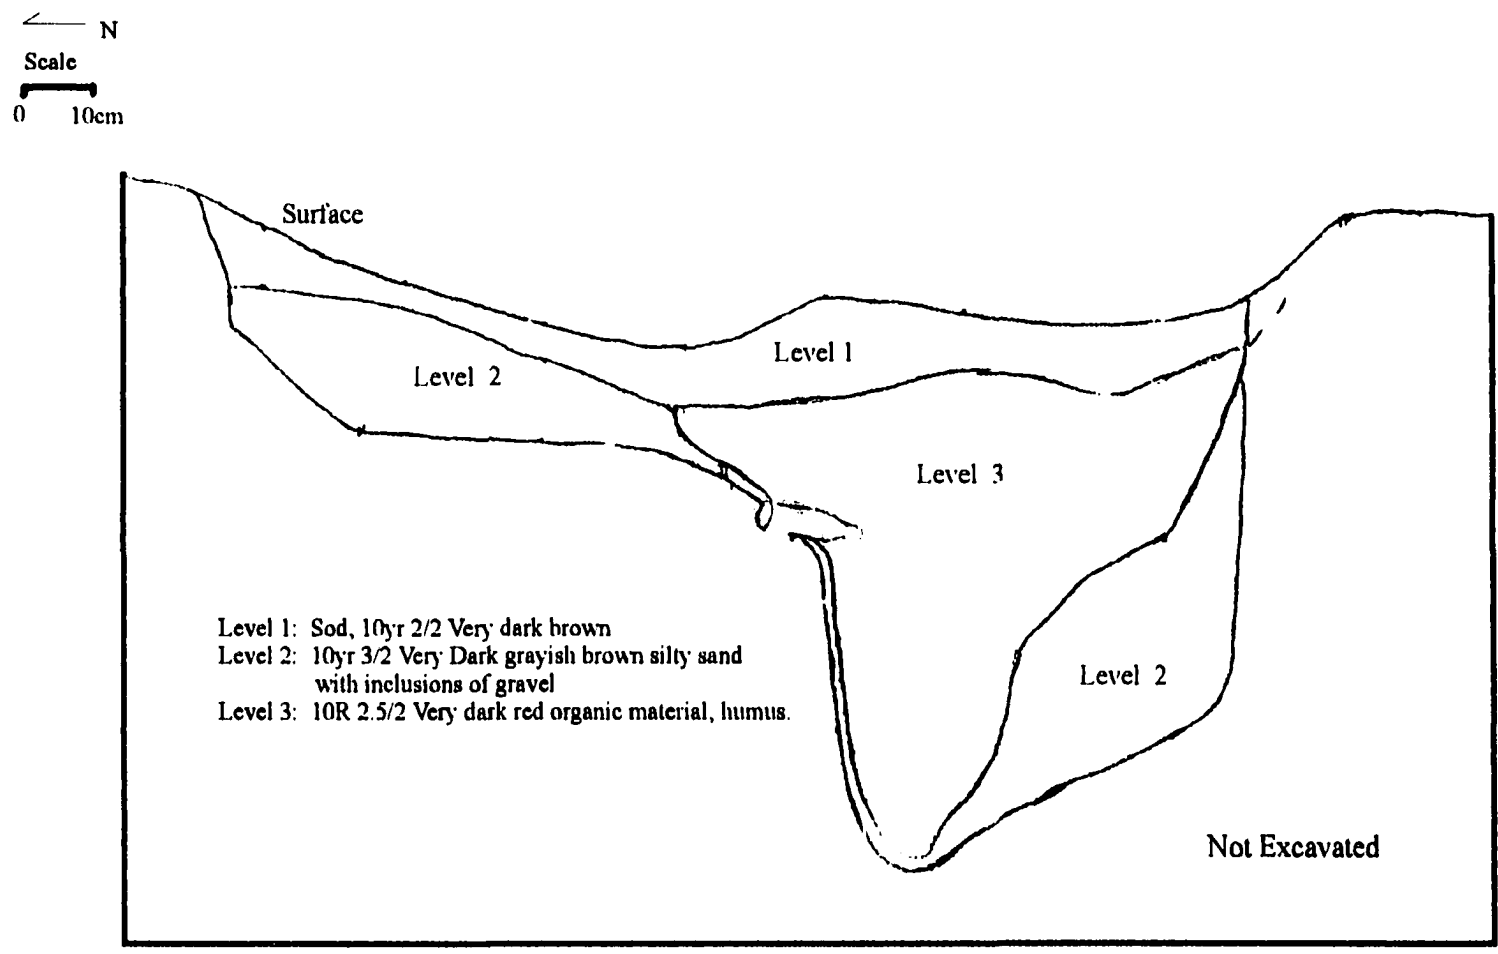 N
Scale
0 10cm
Surface
Level 1
Level 2
Level 3
Level 1: Sod, 10yr 2/2 Very dark brown
Level 2: 10yr 3/2 Very Dark grayish brown silty sand
with inclusions of gravel
Level 3: 10R 2.5/2 Very dark red organic material, humus.
Level 2
Not Excavated